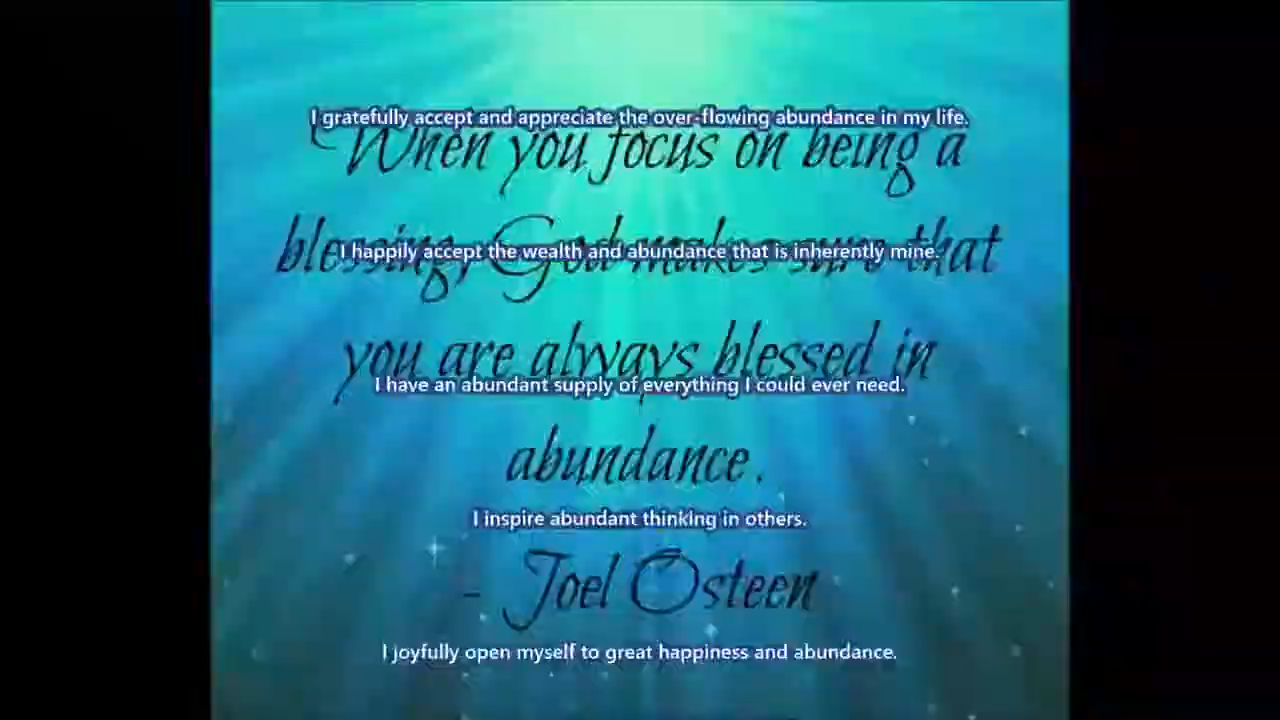 I gratefully accept and appreciate the over-flowing abundance in my life.
When you focus on being a
blessing, God makes sure that
I happily accept the wealth and abundance that is inherently mine.
you are always blessed in
I have an abundant supply of everything I could ever need.
abundance.
I inspire abundant thinking in others.
- Joel Osteen
I joyfully open myself to great happiness and abundance.